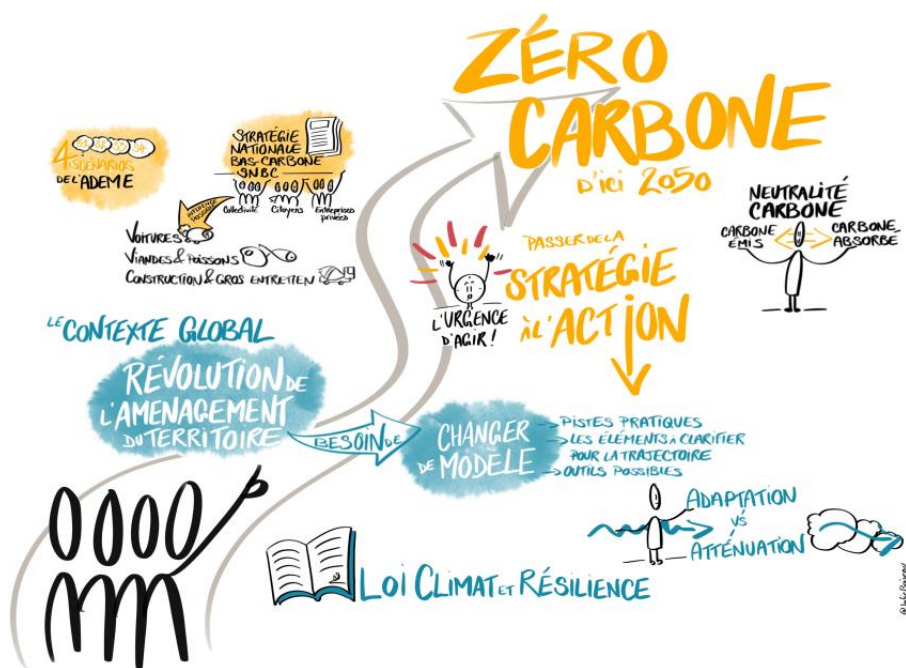 ZÉRO
CARBONE
D'ICI 2050
4 SCÉNARIOS
DE L'ADEME
STRATÉGIE
NATIONALE
BAS-CARBONE
SNBC
Collectivité
Citoyens
Entreprises
privées
VOITURES
VIANDES & POISSONS
CONSTRUCTION & GROS ENTRETIEN
NEUTRALITÉ
CARBONE
CARBONE
ÉMIS
CARBONE
ABSORBÉ
PASSER DE LA
STRATÉGIE
À L'ACTION
L'URGENCE
D'AGIR !
LE CONTEXTE GLOBAL
RÉVOLUTION DE
L'AMENAGEMENT
DU TERRITOIRE
BESOIN DE
CHANGER
DE MODÈLE
PISTES PRATIQUES
LES ÉLÉMENTS À CLARIFIER
POUR LA TRAJECTOIRE
OUTILS POSSIBLES
ADAPTATION
VS
ATTÉNUATION
LOI CLIMAT ET RÉSILIENCE